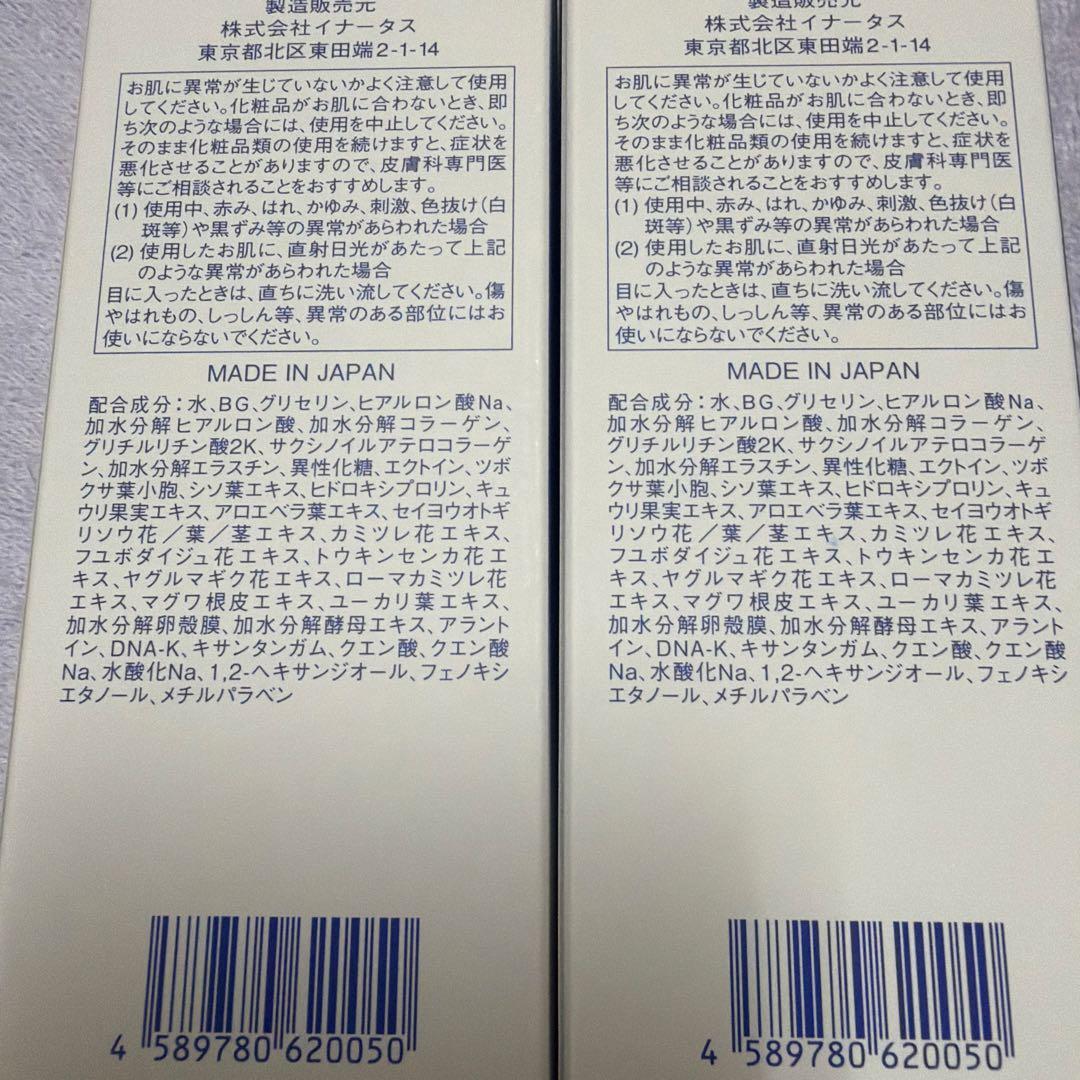 製造販売元
株式会社イナータス
東京都北区東田端2-1-14
お肌に異常が生じていないかよく注意して使用
してください。化粧品がお肌に合わないとき、即
ち次のような場合には、使用を中止してください。
そのまま化粧品類の使用を続けますと、症状を
悪化させることがありますので、皮膚科専門医
等にご相談されることをおすすめします。
(1) 使用中、赤み、はれ、かゆみ、刺激、色抜け(白
斑等)や黒ずみ等の異常があらわれた場合
(2) 使用したお肌に、直射日光があたって上記
のような異常があらわれた場合
目に入ったときは、直ちに洗い流してください。傷
やはれもの、しっしん等、異常のある部位にはお
使いにならないでください。
MADE IN JAPAN
配合成分:水、BG、グリセリン、ヒアルロン酸Na、
加水分解ヒアルロン酸、加水分解コラーゲン、
グリチルリチン酸2K、サクシノイルアテロコラーゲ
ン、加水分解エラスチン、異性化糖、エクトイン、ツボ
クサ葉小胞、シソ葉エキス、ヒドロキシプロリン、キュ
ウリ果実エキス、アロエベラ葉エキス、セイヨウオトギ
リソウ花/葉/茎エキス、カミツレ花エキス、
フユボダイジュ花エキス、トウキンセンカ花エ
キス、ヤグルマギク花エキス、ローマカミツレ花
エキス、マグワ根皮エキス、ユーカリ葉エキス、
加水分解卵殻膜、加水分解酵母エキス、アラント
イン、DNA-K、キサンタンガム、クエン酸、クエン酸
Na、水酸化Na、1,2-ヘキサンジオール、フェノキシ
エタノール、メチルパラベン
4 589780 620050
製造販売元
株式会社イナータス
東京都北区東田端2-1-14
お肌に異常が生じていないかよく注意して使用
してください。化粧品がお肌に合わないとき、即
ち次のような場合には、使用を中止してください。
そのまま化粧品類の使用を続けますと、症状を
悪化させることがありますので、皮膚科専門医
等にご相談されることをおすすめします。
(1) 使用中、赤み、はれ、かゆみ、刺激、色抜け(白
斑等)や黒ずみ等の異常があらわれた場合
(2) 使用したお肌に、直射日光があたって上記
のような異常があらわれた場合
目に入ったときは、直ちに洗い流してください。傷
やはれもの、しっしん等、異常のある部位にはお
使いにならないでください。
MADE IN JAPAN
配合成分:水、BG、グリセリン、ヒアルロン酸Na、
加水分解ヒアルロン酸、加水分解コラーゲン、
グリチルリチン酸2K、サクシノイルアテロコラーゲ
ン、加水分解エラスチン、異性化糖、エクトイン、ツボ
クサ葉小胞、シソ葉エキス、ヒドロキシプロリン、キュ
ウリ果実エキス、アロエベラ葉エキス、セイヨウオトギ
リソウ花/葉/茎エキス、カミツレ花エキス、
フユボダイジュ花エキス、トウキンセンカ花エ
キス、ヤグルマギク花エキス、ローマカミツレ花
エキス、マグワ根皮エキス、ユーカリ葉エキス、
加水分解卵殻膜、加水分解酵母エキス、アラント
イン、DNA-K、キサンタンガム、クエン酸、クエン酸
Na、水酸化Na、1,2-ヘキサンジオール、フェノキシ
エタノール、メチルパラベン
4 589780 620050